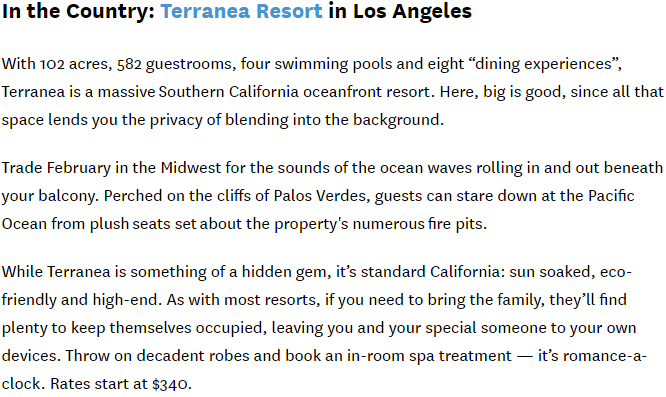 In the Country: Terranea Resort in Los Angeles
With 102 acres, 582 guestrooms, four swimming pools and eight “dining experiences”,
Terranea is a massive Southern California oceanfront resort. Here, big is good, since all that
space lends you the privacy of blending into the background.
Trade February in the Midwest for the sounds of the ocean waves rolling in and out beneath
your balcony. Perched on the cliffs of Palos Verdes, guests can stare down at the Pacific
Ocean from plush seats set about the property's numerous fire pits.
While Terranea is something of a hidden gem, it’s standard California: sun soaked, eco-
friendly and high-end. As with most resorts, if you need to bring the family, they’ll find
plenty to keep themselves occupied, leaving you and your special someone to your own
devices. Throw on decadent robes and book an in-room spa treatment — it’s romance-a-
clock. Rates start at $340.